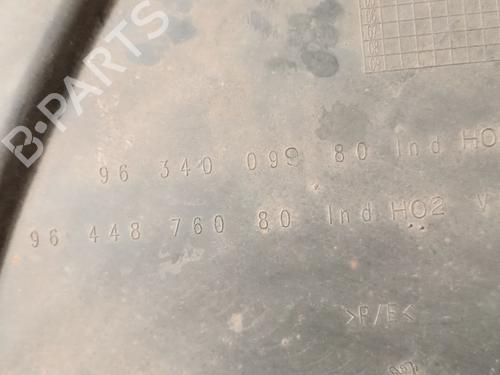 B-PARTS
96 340 099 80 Ind HO
96 448 760 80 Ind HO2 V
>P/E<